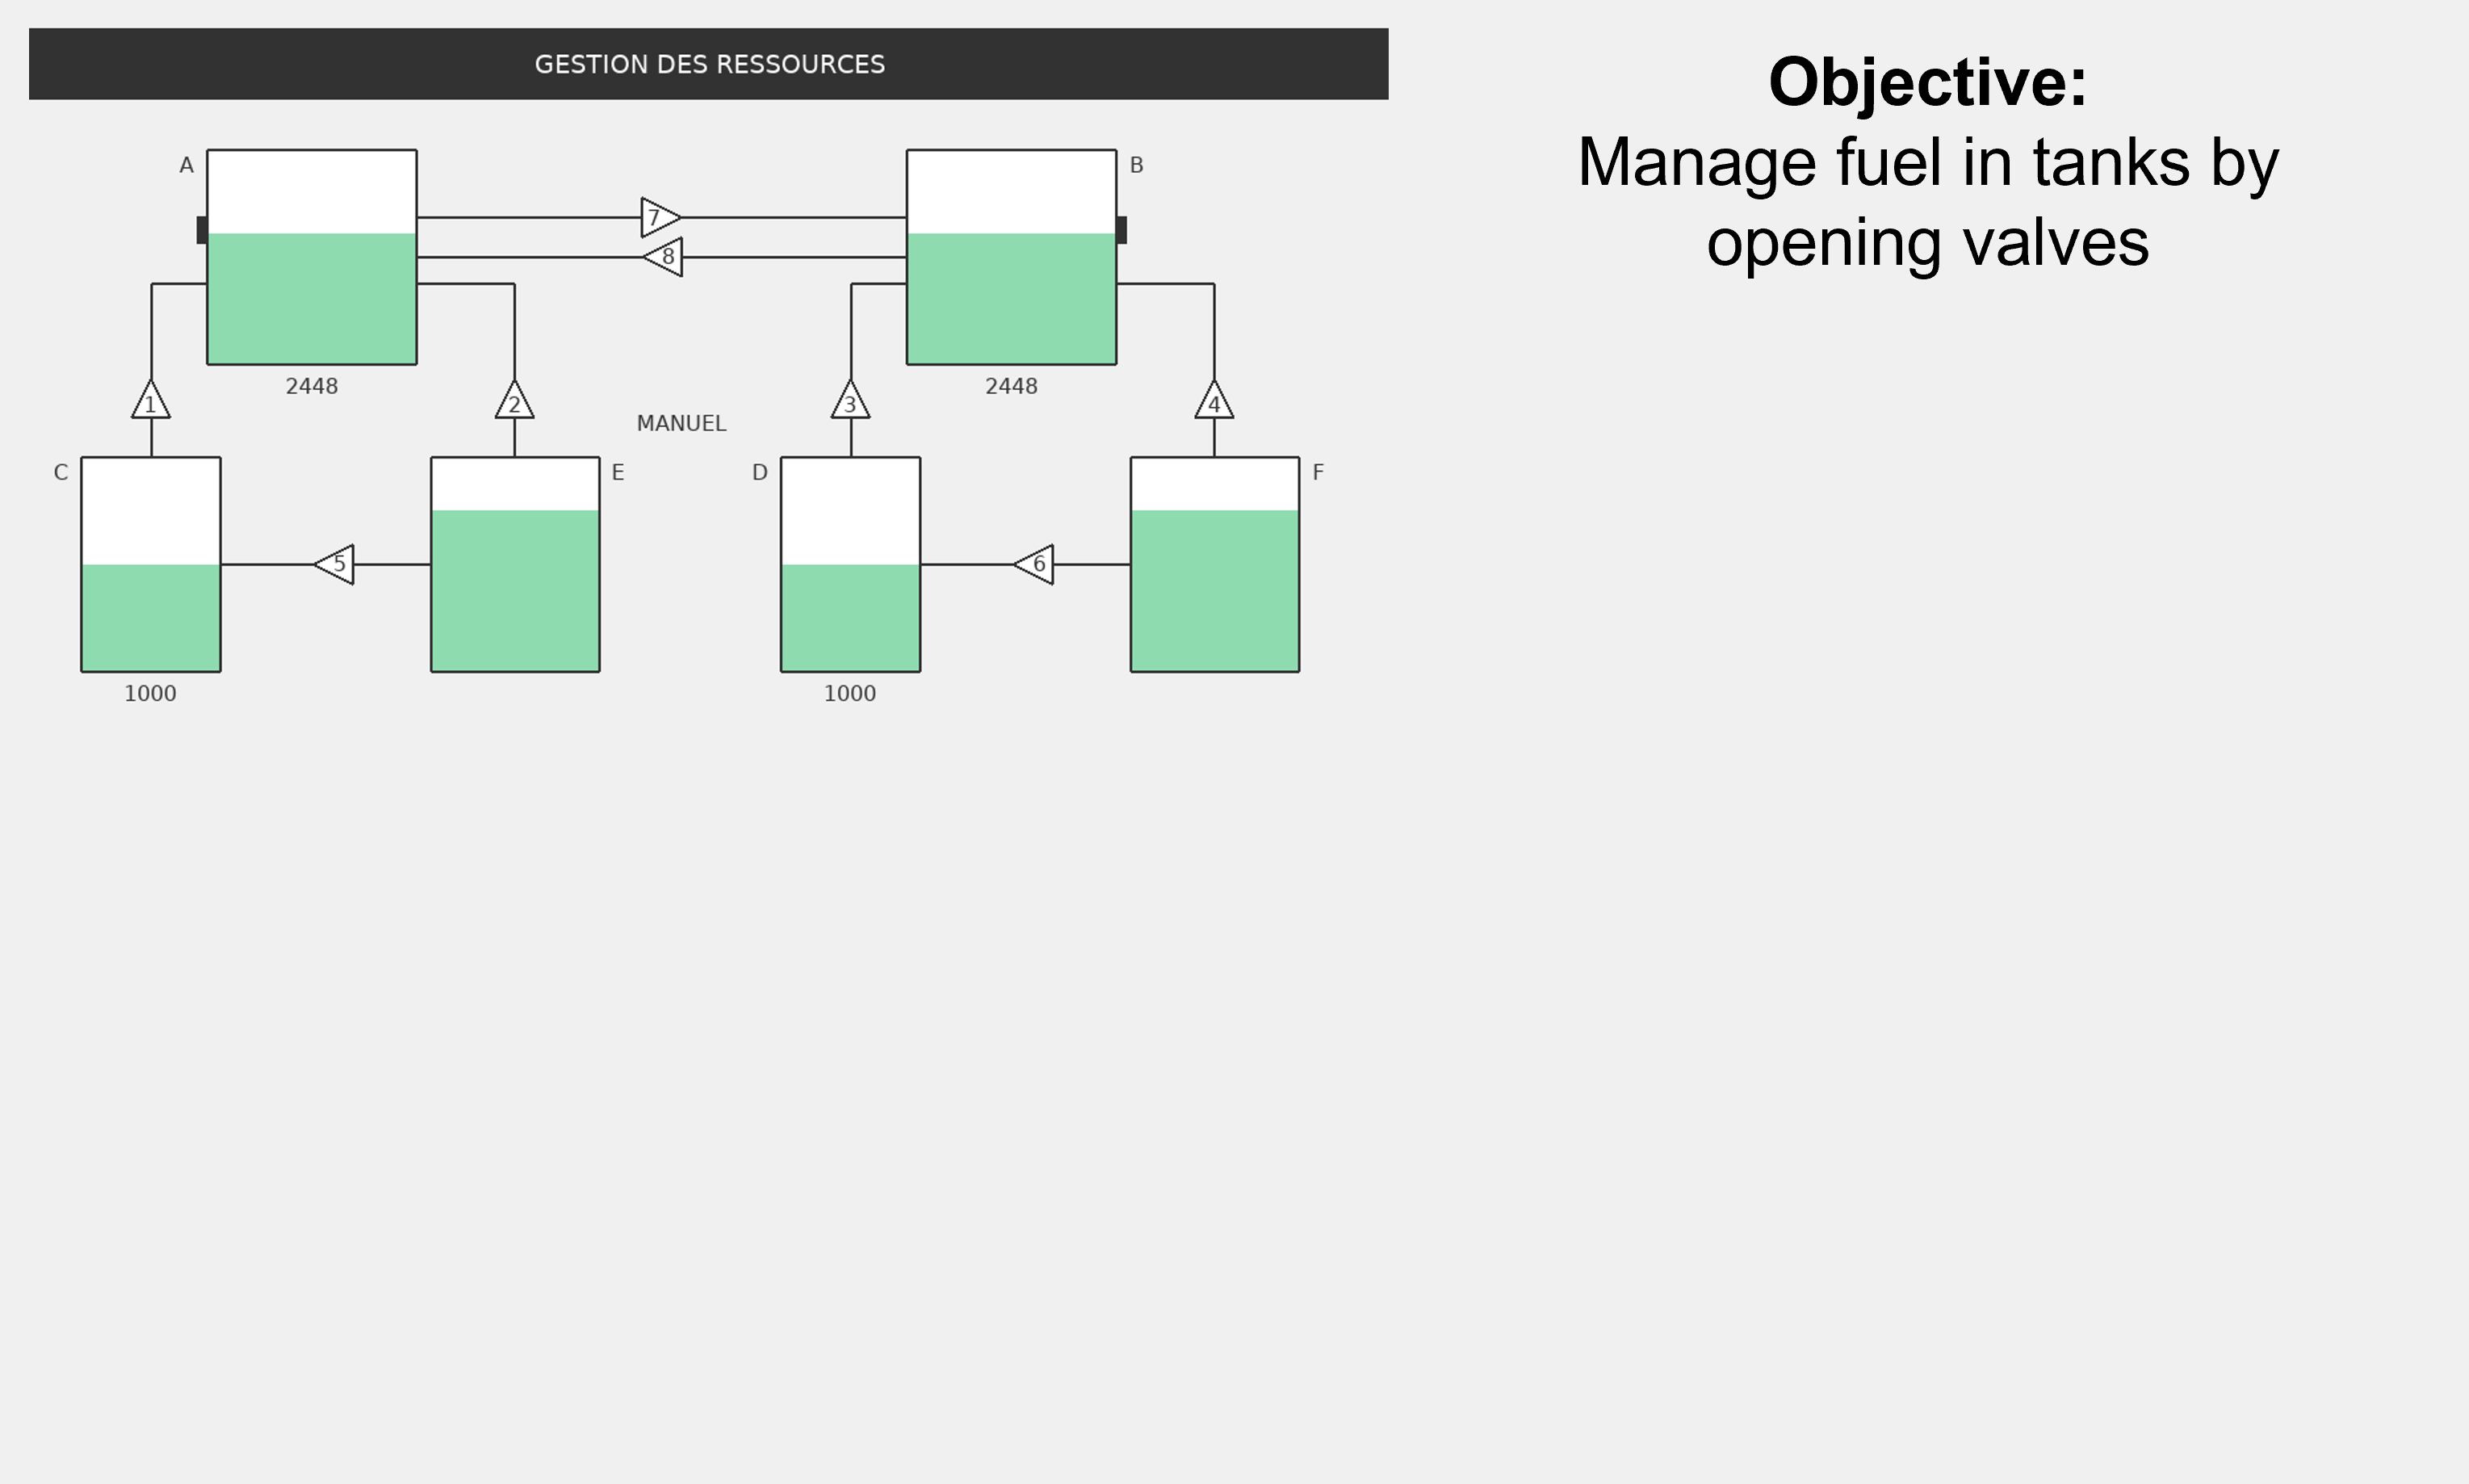 GESTION DES RESSOURCES
Objective:
Manage fuel in tanks by
opening valves
A
B
7
8
2448
2448
1
2
3
4
MANUEL
C
E
D
F
5
6
1000
1000